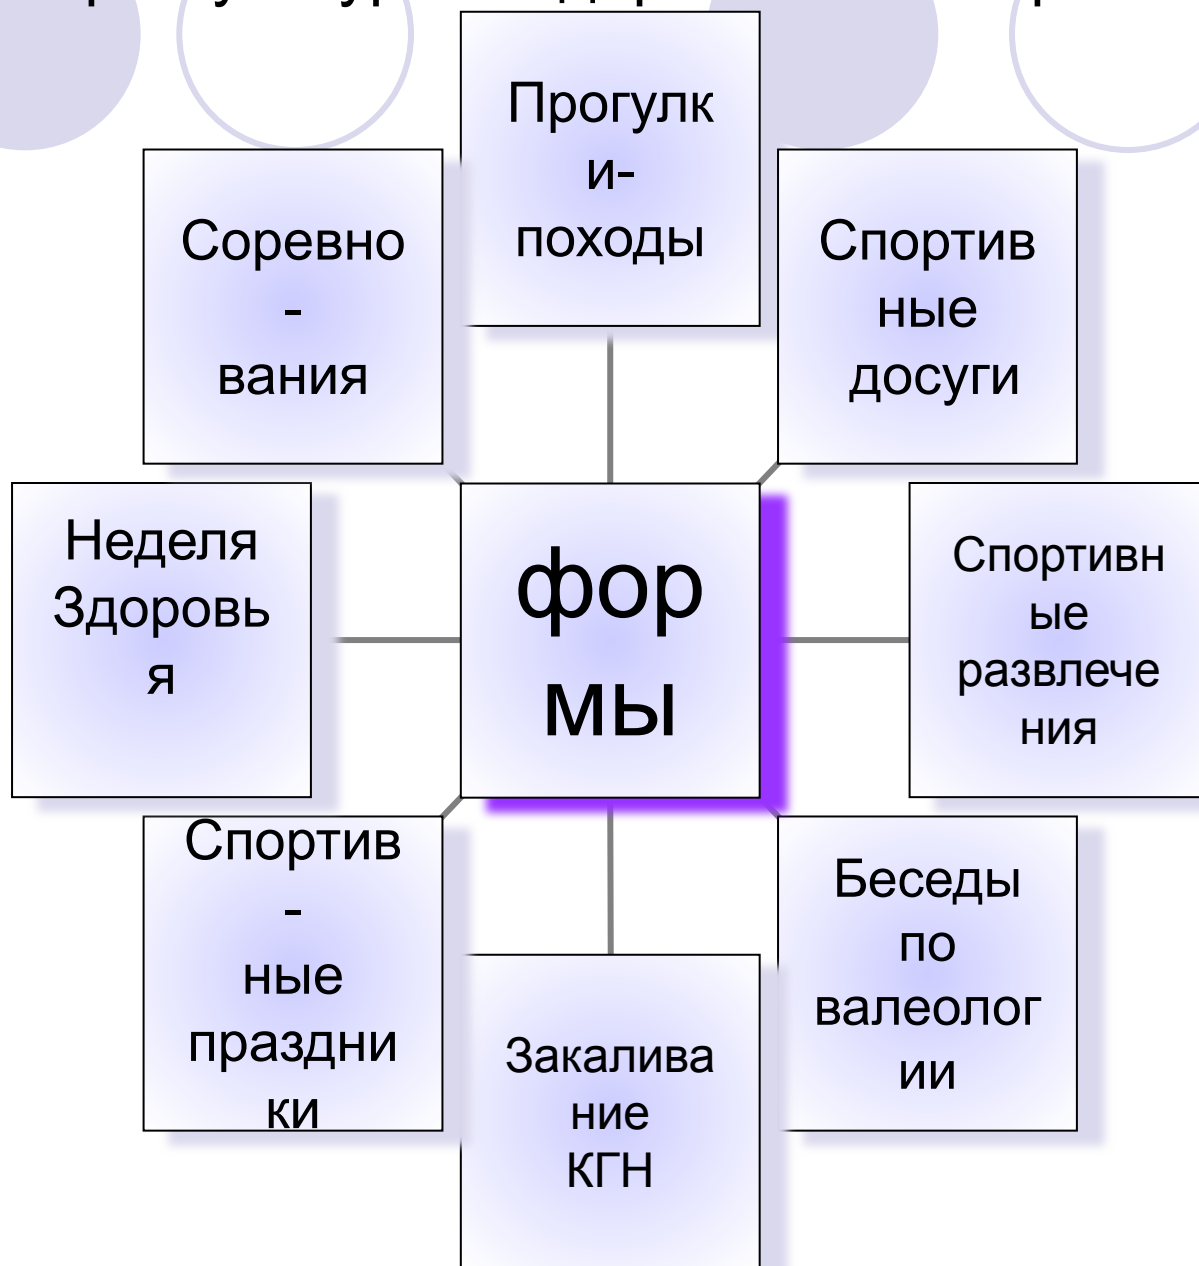 Прогулк
и-
походы
Соревно
-
вания
Спортив
ные
досуги
Неделя
Здоровь
я
фор
мы
Спортивн
ые
развлече
ния
Спортив
-
ные
праздни
ки
Беседы
по
валеолог
ии
Закалива
ние
КГН